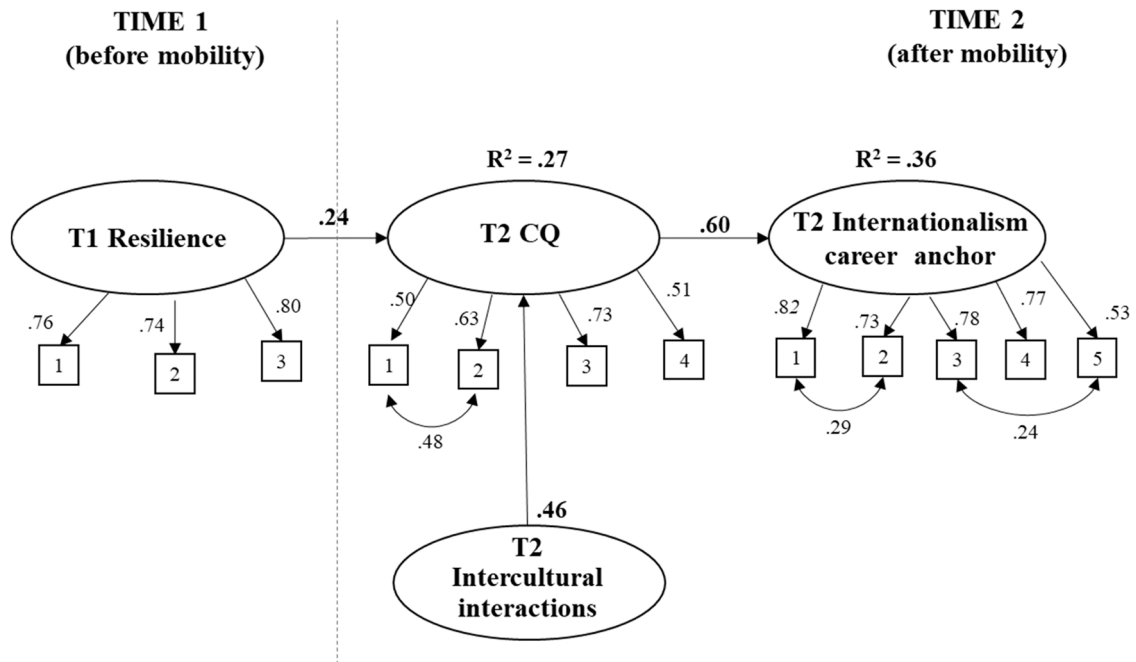 TIME 1
(before mobility)
TIME 2
(after mobility)
R² = .27
R² = .36
T1 Resilience
.24
T2 CQ
.60
T2 Internationalism
career anchor
.76
.74
.80
.50
.63
.73
.51
.82
.73
.78
.77
.53
1
2
3
1
2
3
4
1
2
3
4
5
.48
.29
.24
.46
T2
Intercultural
interactions